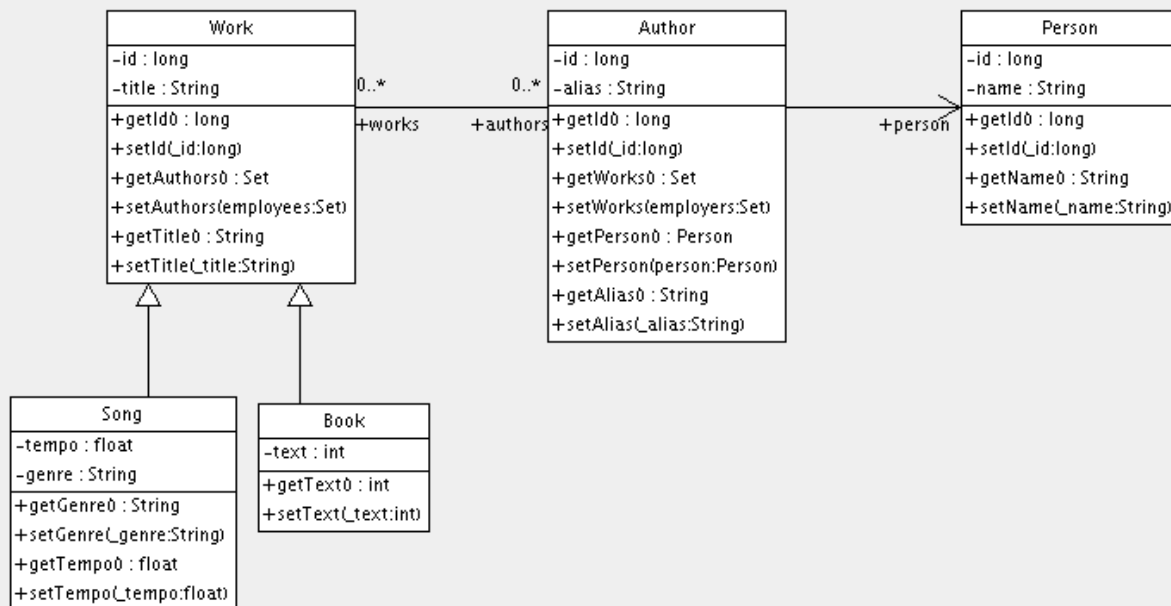 Work
-id : long
-title : String
+getId() : long
+setId(_id:long)
+getAuthors() : Set
+setAuthors(employees:Set)
+getTitle() : String
+setTitle(_title:String)
0..*
+works
0..*
+authors
Author
-id : long
-alias : String
+getId() : long
+setId(_id:long)
+getWorks() : Set
+setWorks(employers:Set)
+getPerson() : Person
+setPerson(person:Person)
+getAlias() : String
+setAlias(_alias:String)
+person
Person
-id : long
-name : String
+getId() : long
+setId(_id:long)
+getName() : String
+setName(_name:String)
Song
-tempo : float
-genre : String
+getGenre() : String
+setGenre(_genre:String)
+getTempo() : float
+setTempo(_tempo:float)
Book
-text : int
+getText() : int
+setText(_text:int)